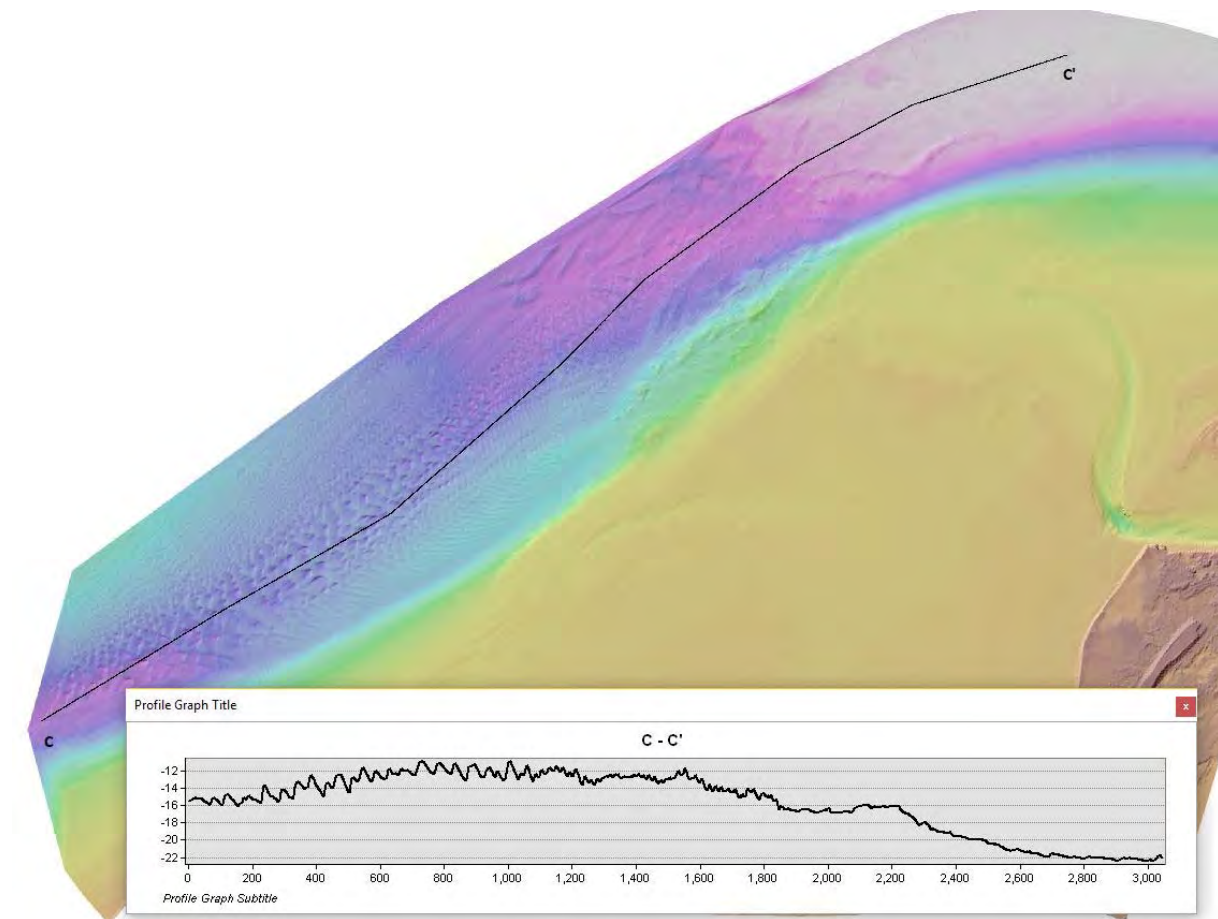 C'
C
Profile Graph Title
x
C - C'
-12
-14
-16
-18
-20
-22
0 200 400 600 800 1,000 1,200 1,400 1,600 1,800 2,000 2,200 2,400 2,600 2,800 3,000
Profile Graph Subtitle